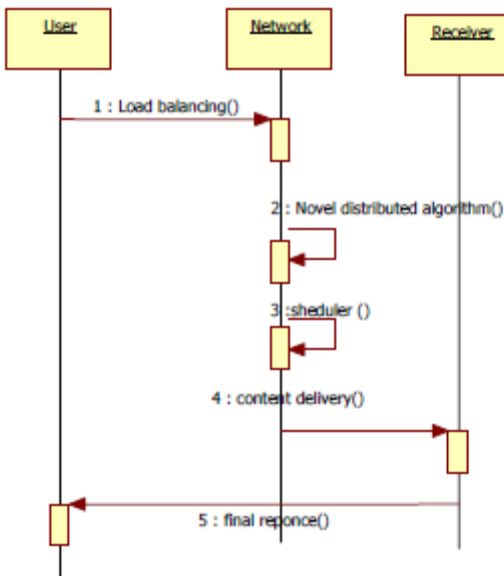 User
Network
Receiver
1 : Load balancing()
2 : Novel distributed algorithm()
3 :sheduler ()
4 : content delivery()
5 : final reponce()